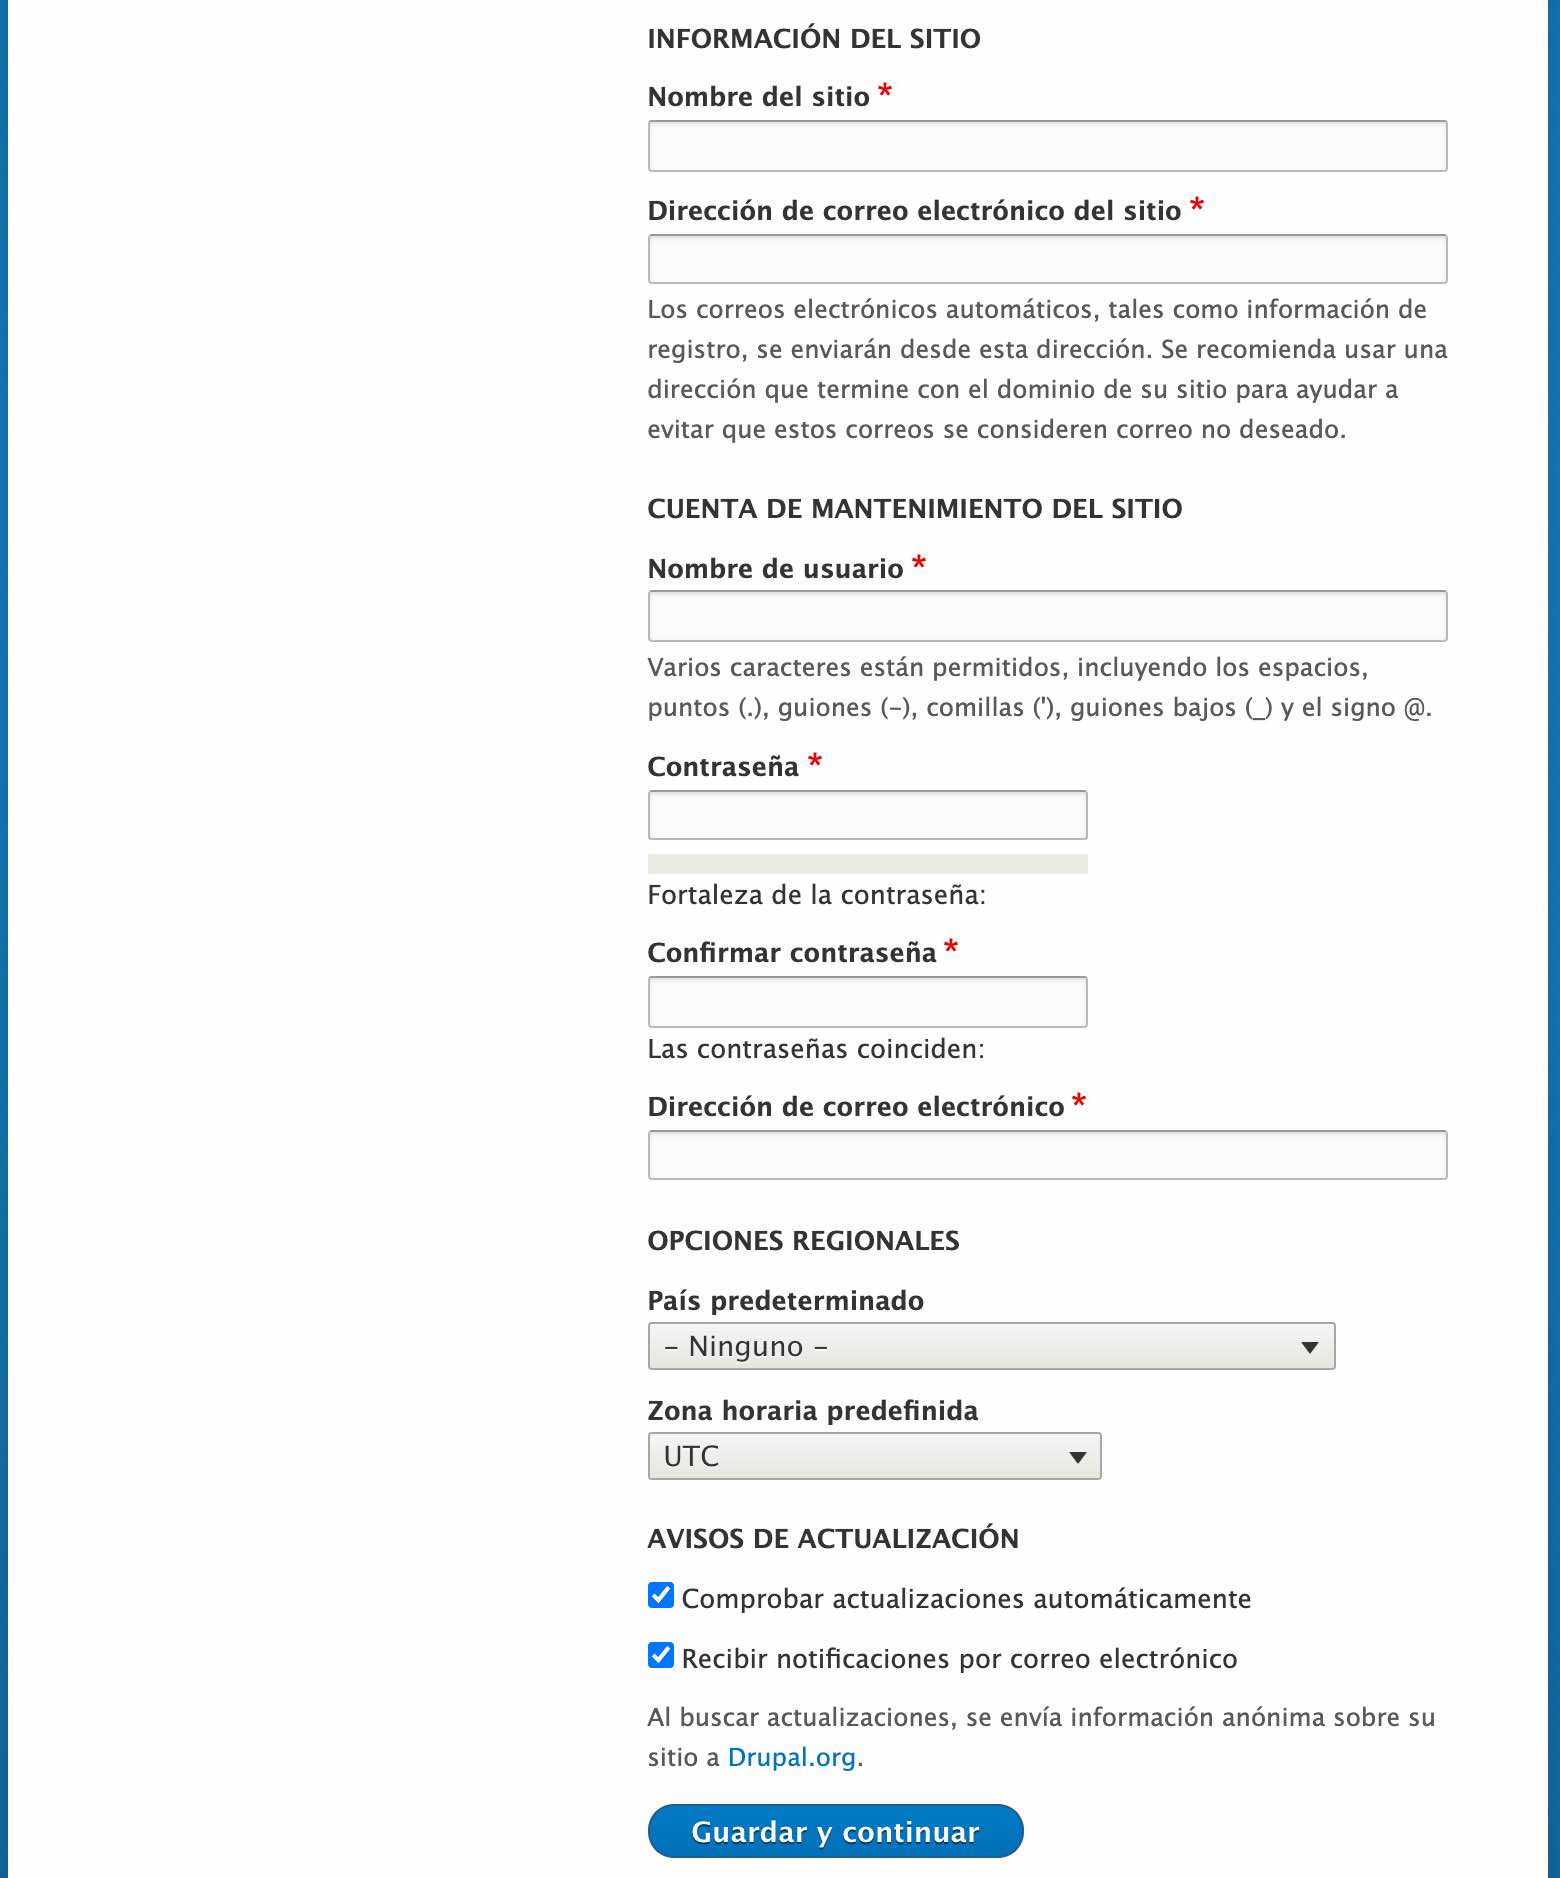 INFORMACIÓN DEL SITIO
Nombre del sitio *
Dirección de correo electrónico del sitio *
Los correos electrónicos automáticos, tales como información de
registro, se enviarán desde esta dirección. Se recomienda usar una
dirección que termine con el dominio de su sitio para ayudar a
evitar que estos correos se consideren correo no deseado.
CUENTA DE MANTENIMIENTO DEL SITIO
Nombre de usuario *
Varios caracteres están permitidos, incluyendo los espacios,
puntos (.), guiones (-), comillas ('), guiones bajos (_) y el signo @.
Contraseña *
Fortaleza de la contraseña:
Confirmar contraseña *
Las contraseñas coinciden:
Dirección de correo electrónico *
OPCIONES REGIONALES
País predeterminado
- Ninguno -
Zona horaria predefinida
UTC
AVISOS DE ACTUALIZACIÓN
Comprobar actualizaciones automáticamente
Recibir notificaciones por correo electrónico
Al buscar actualizaciones, se envía información anónima sobre su
sitio a Drupal.org.
Guardar y continuar